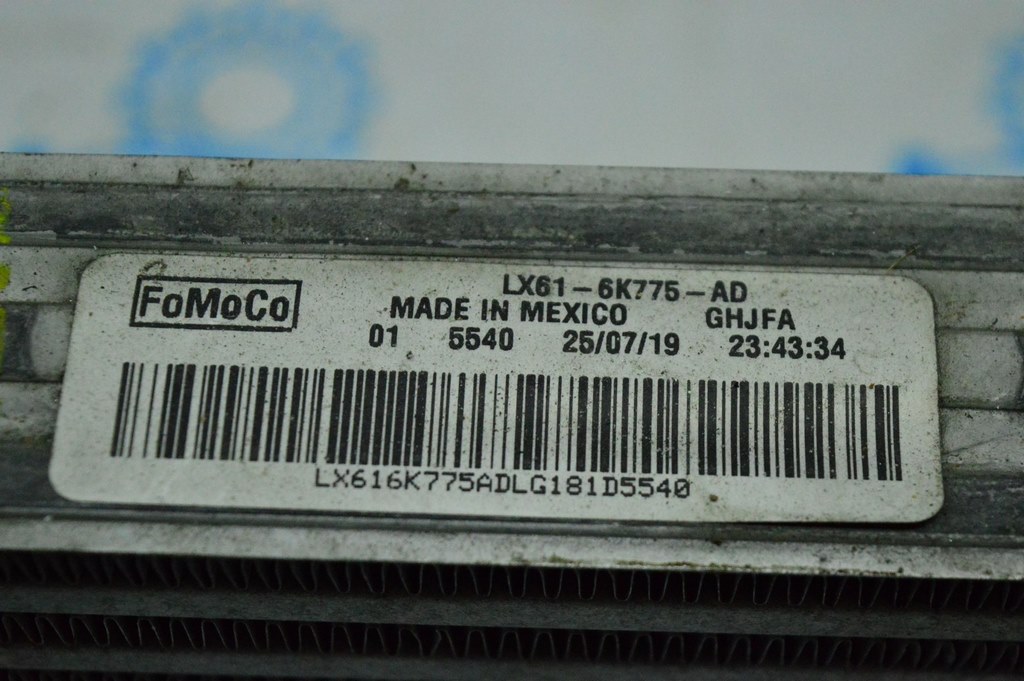 FoMoCo
LX61-6K775-AD
MADE IN MEXICO GHJFA
01 5540 25/07/19 23:43:34
LX616K775ADLG181D5540